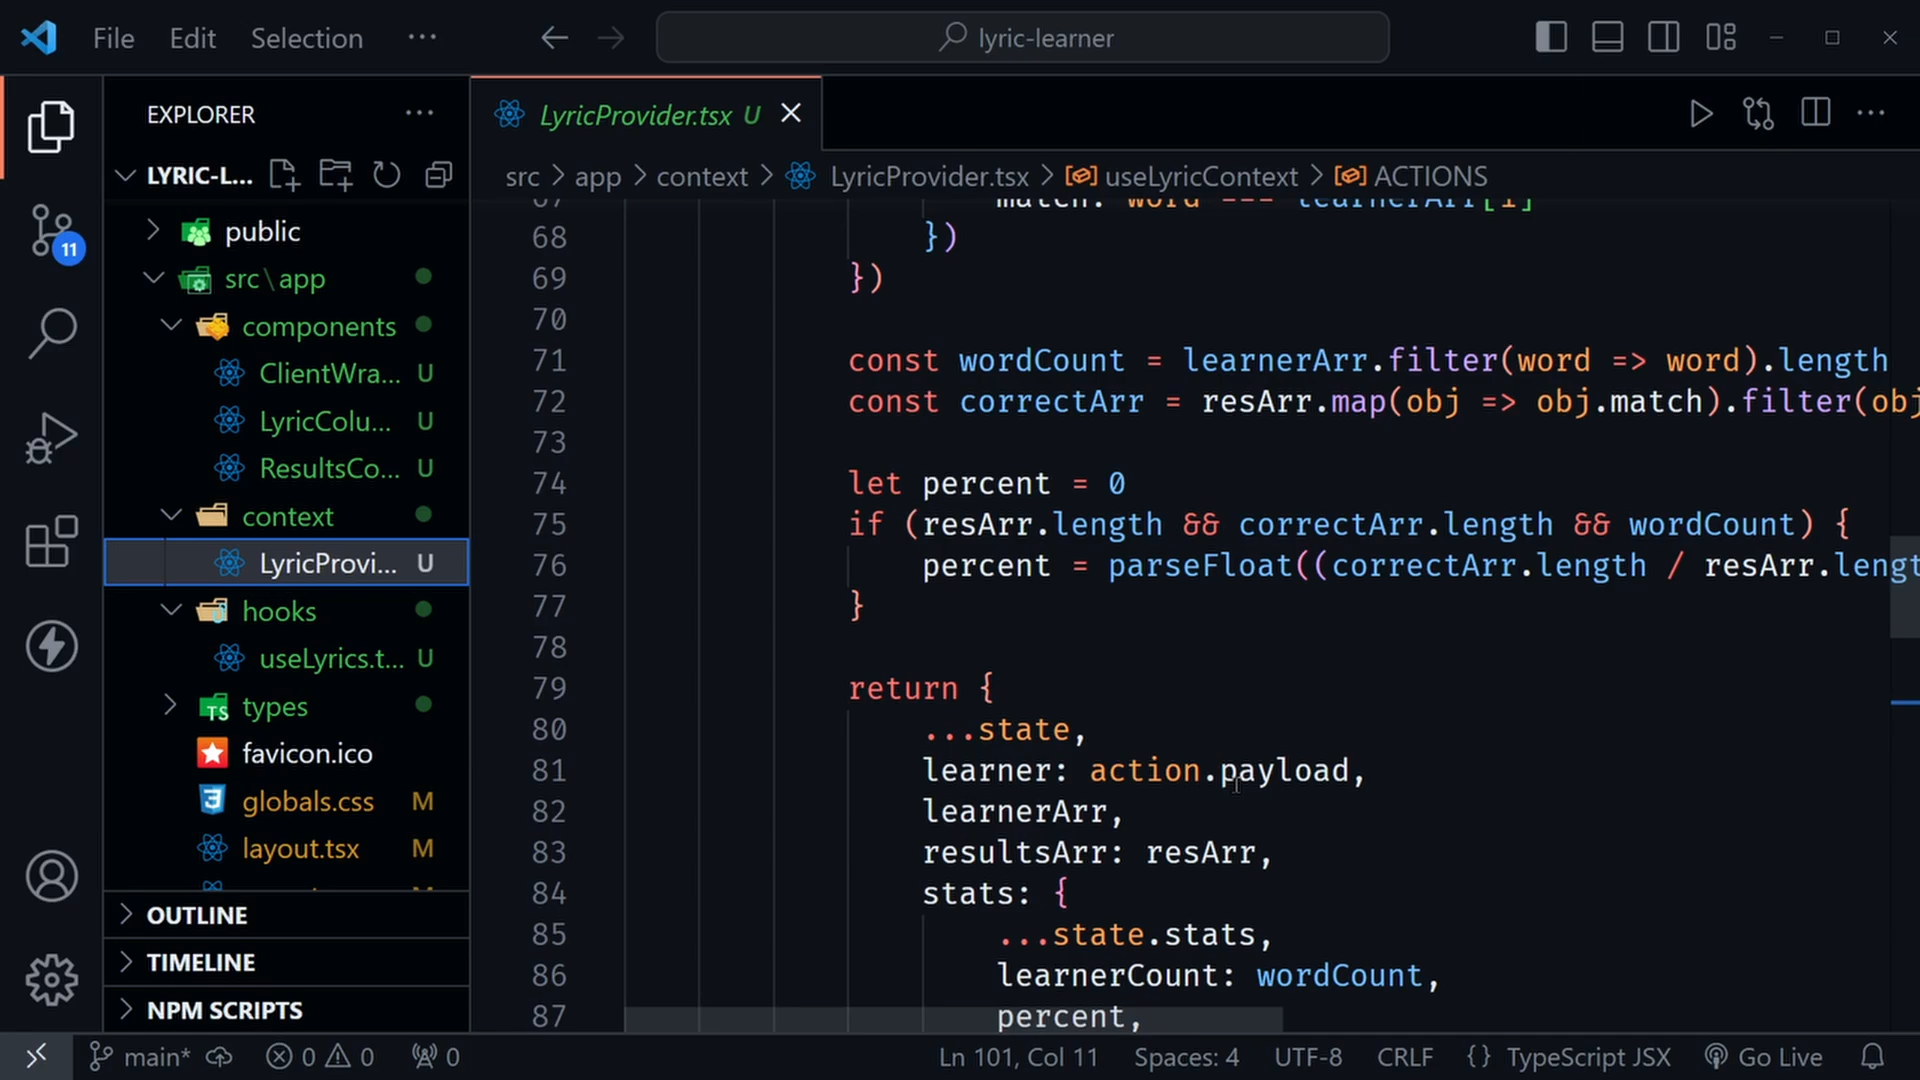 File Edit Selection ··· lyric-learner
EXPLORER ···
LYRIC-L...
public
src\app
components
ClientWra... U
LyricColu... U
ResultsCo... U
context
LyricProvi... U
hooks
useLyrics.t... U
types
favicon.ico
globals.css M
layout.tsx M
OUTLINE
TIMELINE
NPM SCRIPTS
LyricProvider.tsx U
src > app > context > LyricProvider.tsx > useLyricContext > ACTIONS
67 match: word === learnerArr[i]
68 })
69 })
70
71 const wordCount = learnerArr.filter(word => word).length
72 const correctArr = resArr.map(obj => obj.match).filter(obj
73
74 let percent = 0
75 if (resArr.length && correctArr.length && wordCount) {
76 percent = parseFloat((correctArr.length / resArr.lengt
77 }
78
79 return {
80 ...state,
81 learner: action.payload,
82 learnerArr,
83 resultsArr: resArr,
84 stats: {
85 ...state.stats,
86 learnerCount: wordCount,
87 percent,
11
TS
main* 0 0 0 Ln 101, Col 11 Spaces: 4 UTF-8 CRLF {} TypeScript JSX Go Live